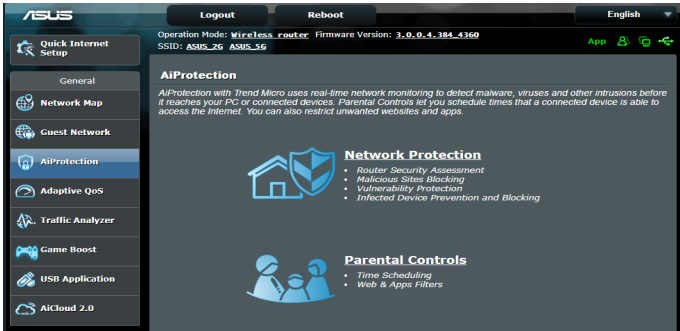 ASUS
Logout
Reboot
English
Quick Internet
Setup
Operation Mode: Wireless router Firmware Version: 3.0.0.4.384_4360
SSID: ASUS_2G ASUS_5G
App
General
Network Map
Guest Network
AiProtection
Adaptive QoS
Traffic Analyzer
Game Boost
USB Application
AiCloud 2.0
AiProtection
AiProtection with Trend Micro uses real-time network monitoring to detect malware, viruses and other intrusions before
it reaches your PC or connected devices. Parental Controls let you schedule times that a connected device is able to
access the Internet. You can also restrict unwanted websites and apps.
Network Protection
• Router Security Assessment
• Malicious Sites Blocking
• Vulnerability Protection
• Infected Device Prevention and Blocking
Parental Controls
• Time Scheduling
• Web & Apps Filters